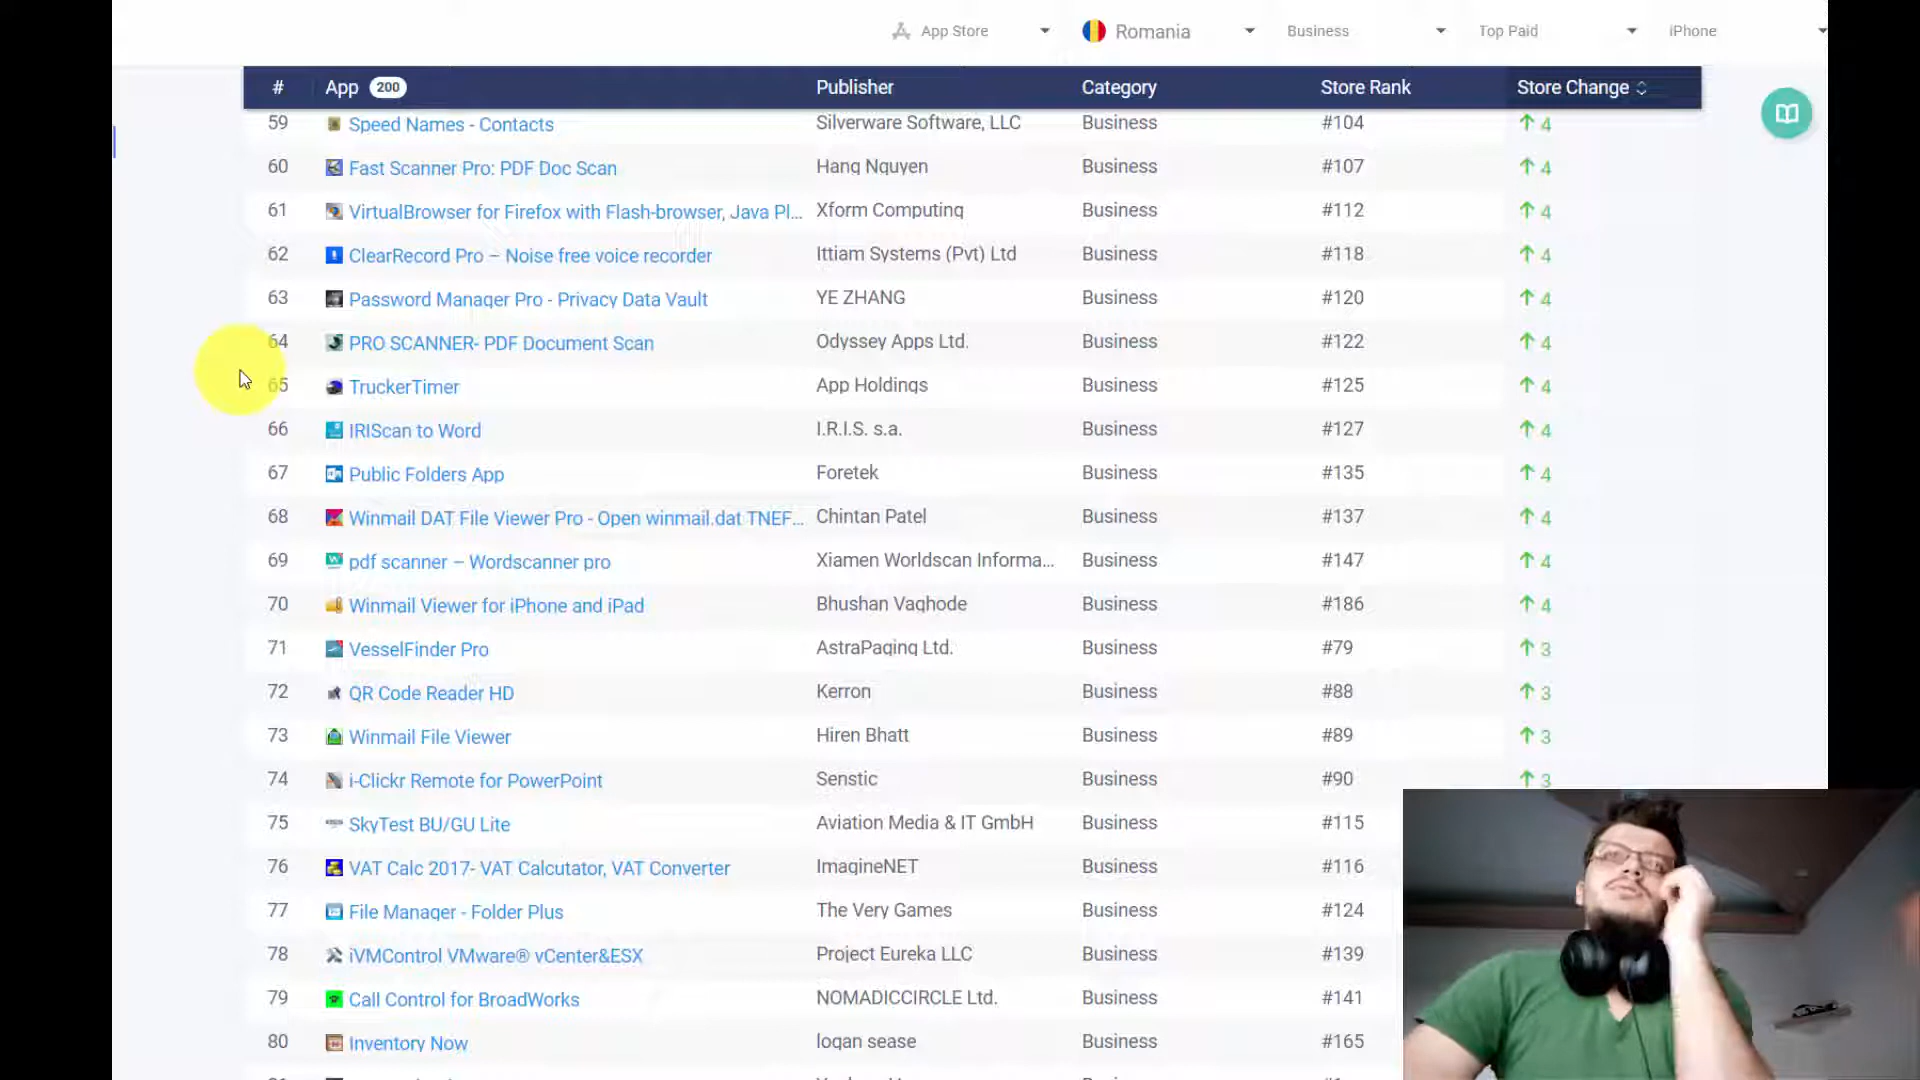 App Store Romania Business Top Paid iPhone
# App 200 Publisher Category Store Rank Store Change
59 Speed Names - Contacts Silverware Software, LLC Business #104 ↑ 4
60 Fast Scanner Pro: PDF Doc Scan Hang Nguyen Business #107 ↑ 4
61 VirtualBrowser for Firefox with Flash-browser, Java Pl... Xform Computing Business #112 ↑ 4
62 ClearRecord Pro – Noise free voice recorder Ittiam Systems (Pvt) Ltd Business #118 ↑ 4
63 Password Manager Pro - Privacy Data Vault YE ZHANG Business #120 ↑ 4
64 PRO SCANNER- PDF Document Scan Odyssey Apps Ltd. Business #122 ↑ 4
65 TruckerTimer App Holdings Business #125 ↑ 4
66 IRIScan to Word I.R.I.S. s.a. Business #127 ↑ 4
67 Public Folders App Foretek Business #135 ↑ 4
68 Winmail DAT File Viewer Pro - Open winmail.dat TNEF... Chintan Patel Business #137 ↑ 4
69 pdf scanner – Wordscanner pro Xiamen Worldscan Informa... Business #147 ↑ 4
70 Winmail Viewer for iPhone and iPad Bhushan Vaghode Business #186 ↑ 4
71 VesselFinder Pro AstraPaging Ltd. Business #79 ↑ 3
72 QR Code Reader HD Kerron Business #88 ↑ 3
73 Winmail File Viewer Hiren Bhatt Business #89 ↑ 3
74 i-Clickr Remote for PowerPoint Senstic Business #90 ↑ 3
75 SkyTest BU/GU Lite Aviation Media & IT GmbH Business #115
76 VAT Calc 2017- VAT Calcutator, VAT Converter ImagineNET Business #116
77 File Manager - Folder Plus The Very Games Business #124
78 iVMControl VMware® vCenter&ESX Project Eureka LLC Business #139
79 Call Control for BroadWorks NOMADICCIRCLE Ltd. Business #141
80 Inventory Now logan sease Business #165